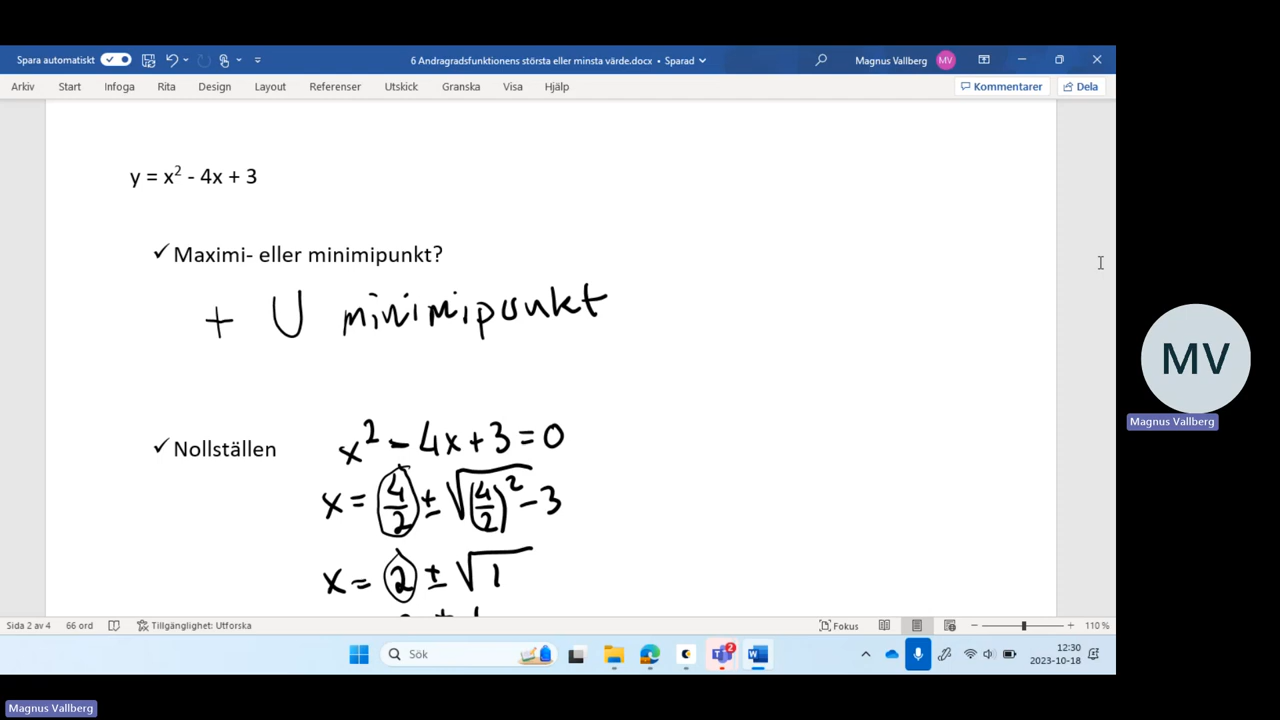 Spara automatiskt
6 Andragradsfunktionens största eller minsta värde.docx • Sparad
Magnus Vallberg MV
Arkiv Start Infoga Rita Design Layout Referenser Utskick Granska Visa Hjälp Kommentarer Dela
y = x² - 4x + 3
✓ Maximi- eller minimipunkt?
+ U minimipunkt
✓ Nollställen x² - 4x + 3 = 0
x = 4/2 ± √(4/2)² - 3
x = 2 ± √1
MV
Magnus Vallberg
Sida 2 av 4 66 ord Tillgänglighet: Utforska Fokus 110 %
Sök 2 12:30
2023-10-18
Magnus Vallberg